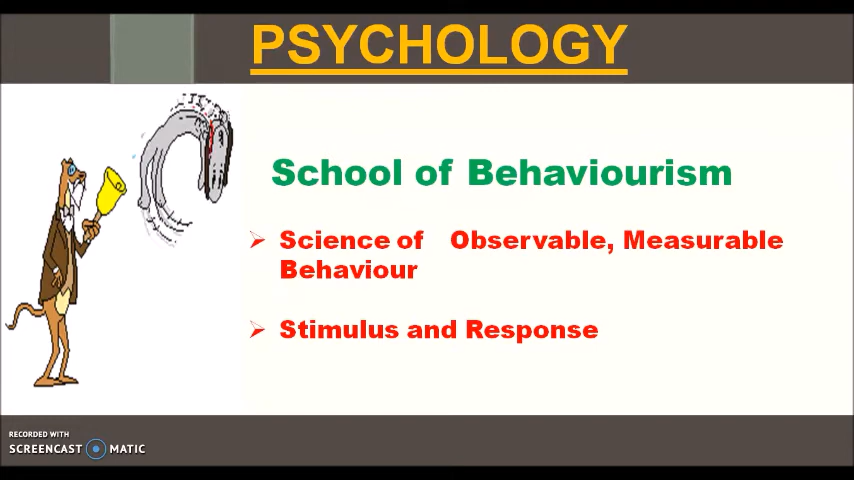 PSYCHOLOGY
School of Behaviourism
Science of Observable, Measurable
Behaviour
Stimulus and Response
RECORDED WITH
SCREENCAST MATIC